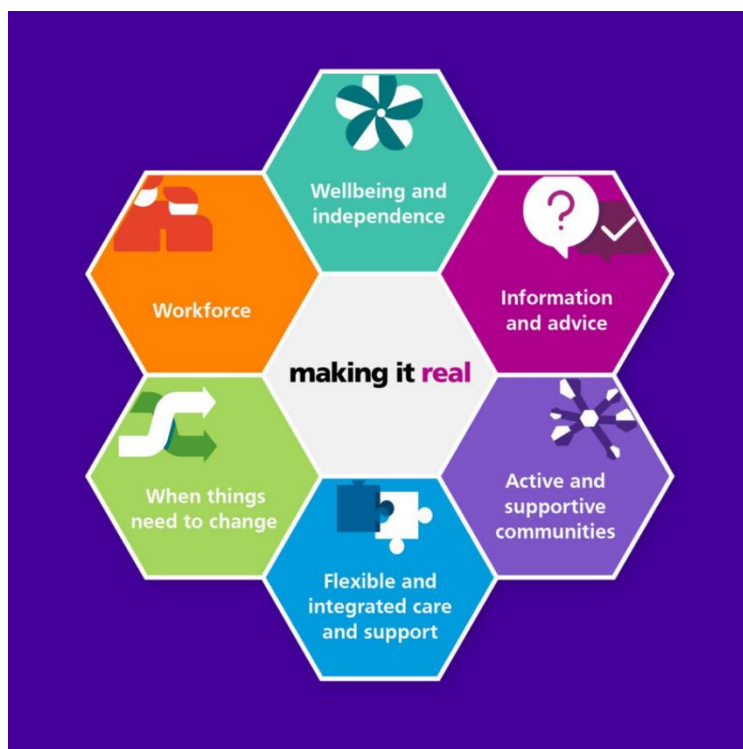 Wellbeing and
independence
Information
and advice
Active and
supportive
communities
Flexible and
integrated care
and support
When things
need to change
Workforce
making it real
?